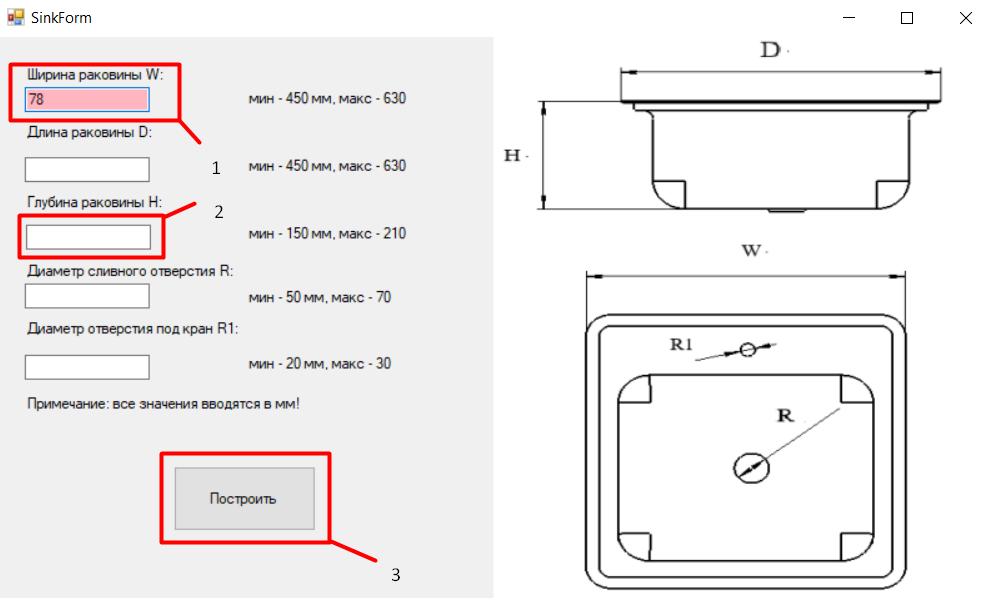 SinkForm
Ширина раковины W:
78
мин - 450 мм, макс - 630
1
Длина раковины D:
мин - 450 мм, макс - 630
Глубина раковины H:
2
мин - 150 мм, макс - 210
Диаметр сливного отверстия R:
мин - 50 мм, макс - 70
Диаметр отверстия под кран R1:
мин - 20 мм, макс - 30
Примечание: все значения вводятся в мм!
Построить
3
D
H
W
R1
R